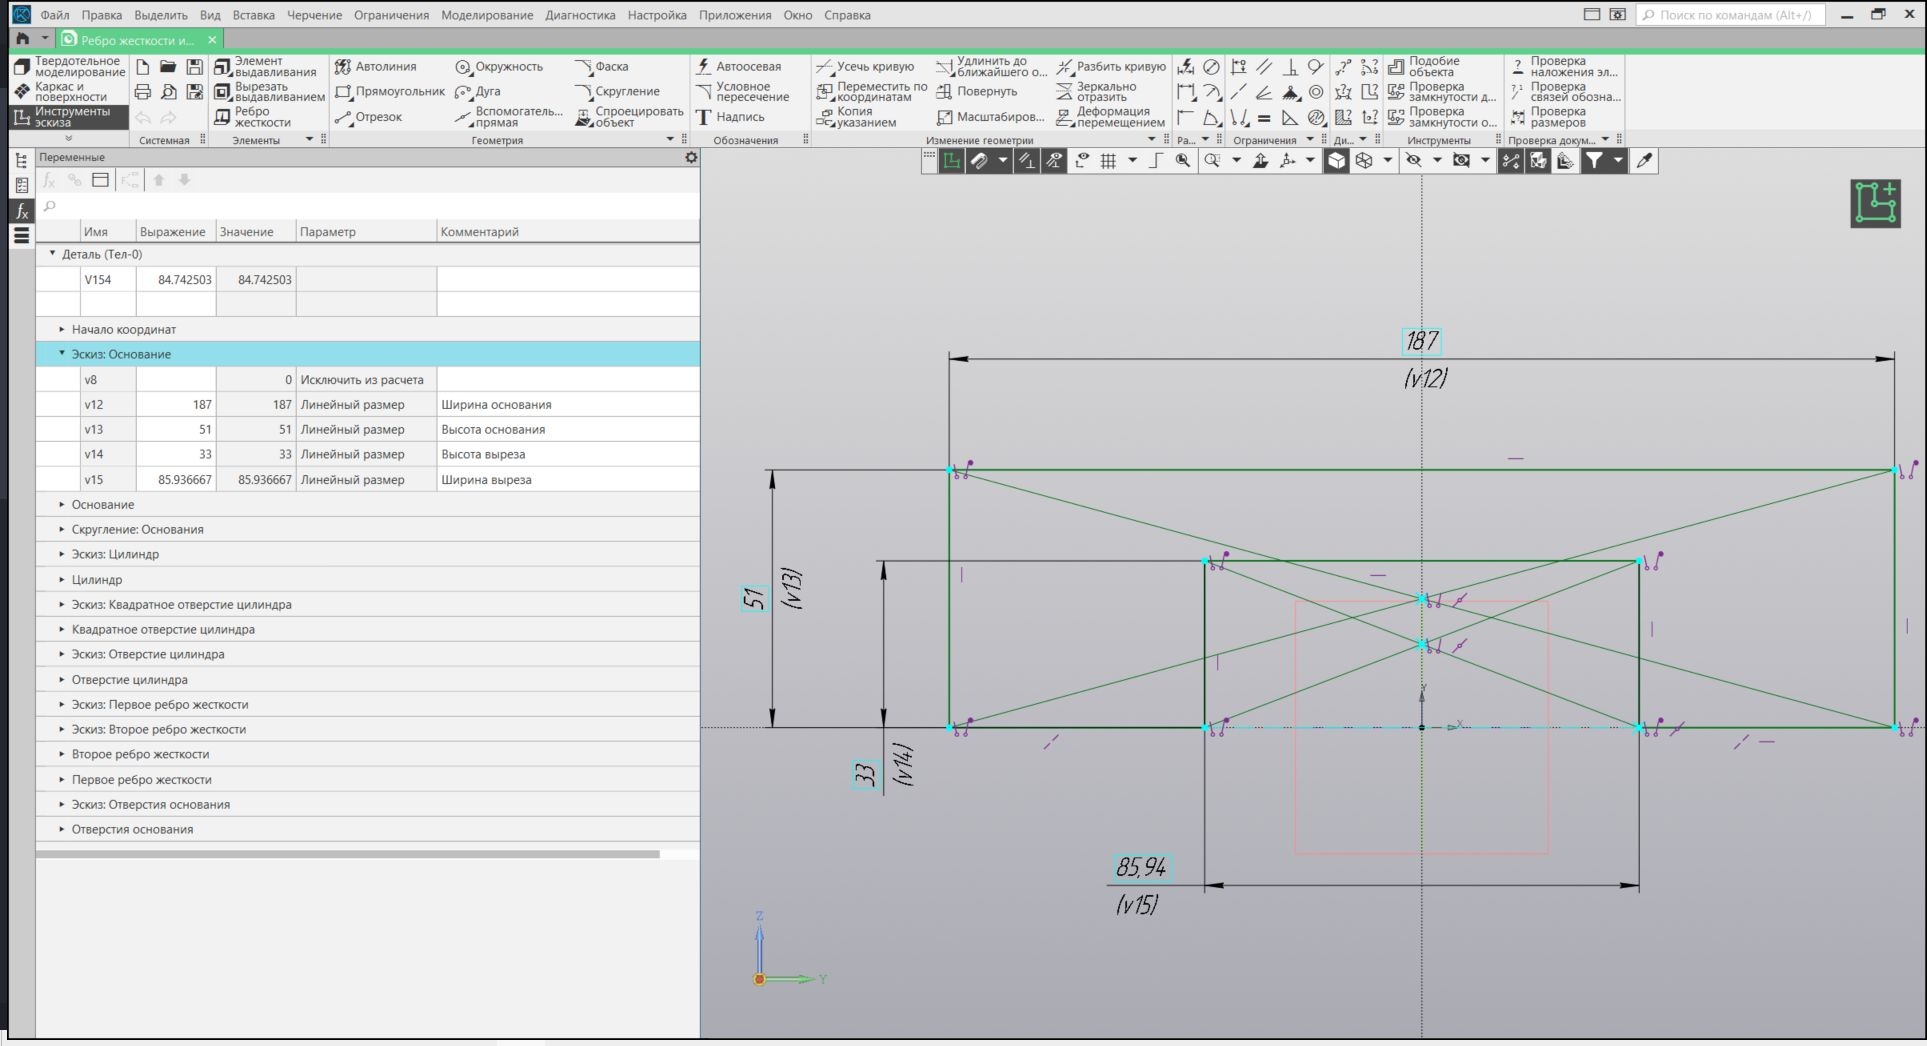 Файл Правка Выделить Вид Вставка Черчение Ограничения Моделирование Диагностика Настройка Приложения Окно Справка
Поиск по командам (Alt+/)
Ребро жесткости и...
Твердотельное моделирование
Каркас и поверхности
Инструменты эскиза
Системная
Элемент выдавливания
Вырезать выдавливанием
Ребро жесткости
Элементы
Автолиния
Прямоугольник
Отрезок
Окружность
Дуга
Вспомогатель... прямая
Фаска
Скругление
Спроецировать объект
Геометрия
Автоосевая
Условное пересечение
Надпись
Обозначения
Усечь кривую
Переместить по координатам
Копия указанием
Удлинить до ближайшего о...
Повернуть
Масштабиров...
Разбить кривую
Зеркально отразить
Деформация перемещением
Изменение геометрии
Ра...
Ограничения
Ди...
Подобие объекта
Проверка замкнутости д...
Проверка замкнутости о...
Инструменты
Проверка наложения эл...
Проверка связей обозна...
Проверка размеров
Проверка докум...
Переменные
Имя Выражение Значение Параметр Комментарий
Деталь (Тел-0)
V154 84.742503 84.742503
Начало координат
Эскиз: Основание
v8 0 Исключить из расчета
v12 187 187 Линейный размер Ширина основания
v13 51 51 Линейный размер Высота основания
v14 33 33 Линейный размер Высота выреза
v15 85.936667 85.936667 Линейный размер Ширина выреза
Основание
Скругление: Основания
Эскиз: Цилиндр
Цилиндр
Эскиз: Квадратное отверстие цилиндра
Квадратное отверстие цилиндра
Эскиз: Отверстие цилиндра
Отверстие цилиндра
Эскиз: Первое ребро жесткости
Эскиз: Второе ребро жесткости
Второе ребро жесткости
Первое ребро жесткости
Эскиз: Отверстия основания
Отверстия основания
187
(v12)
51
(v13)
33
(v14)
85,94
(v15)
Y
X
Z
Y